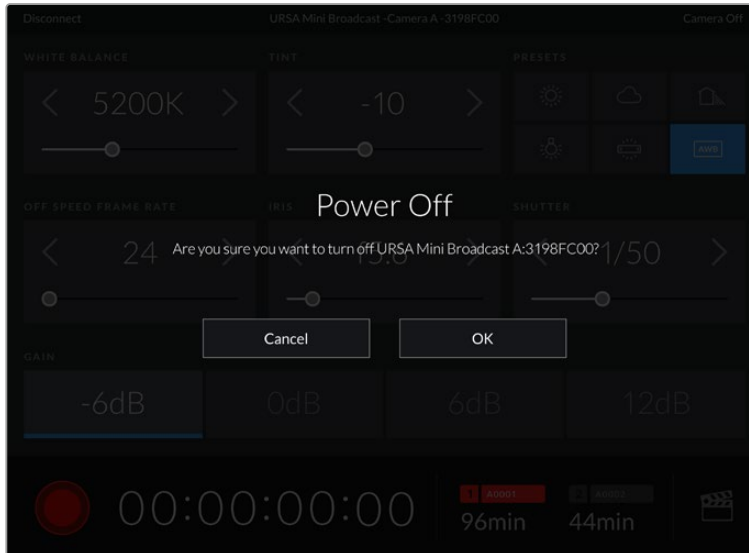 Disconnect
URSA Mini Broadcast -Camera A -3198FC00
Camera Off
WHITE BALANCE
TINT
PRESETS
5200K
-10
AWB
OFF SPEED FRAME RATE
IRIS
SHUTTER
24
f5.6
1/50
Power Off
Are you sure you want to turn off URSA Mini Broadcast A:3198FC00?
Cancel
OK
GAIN
-6dB
0dB
6dB
12dB
00:00:00:00
1 A0001
96min
2
44min